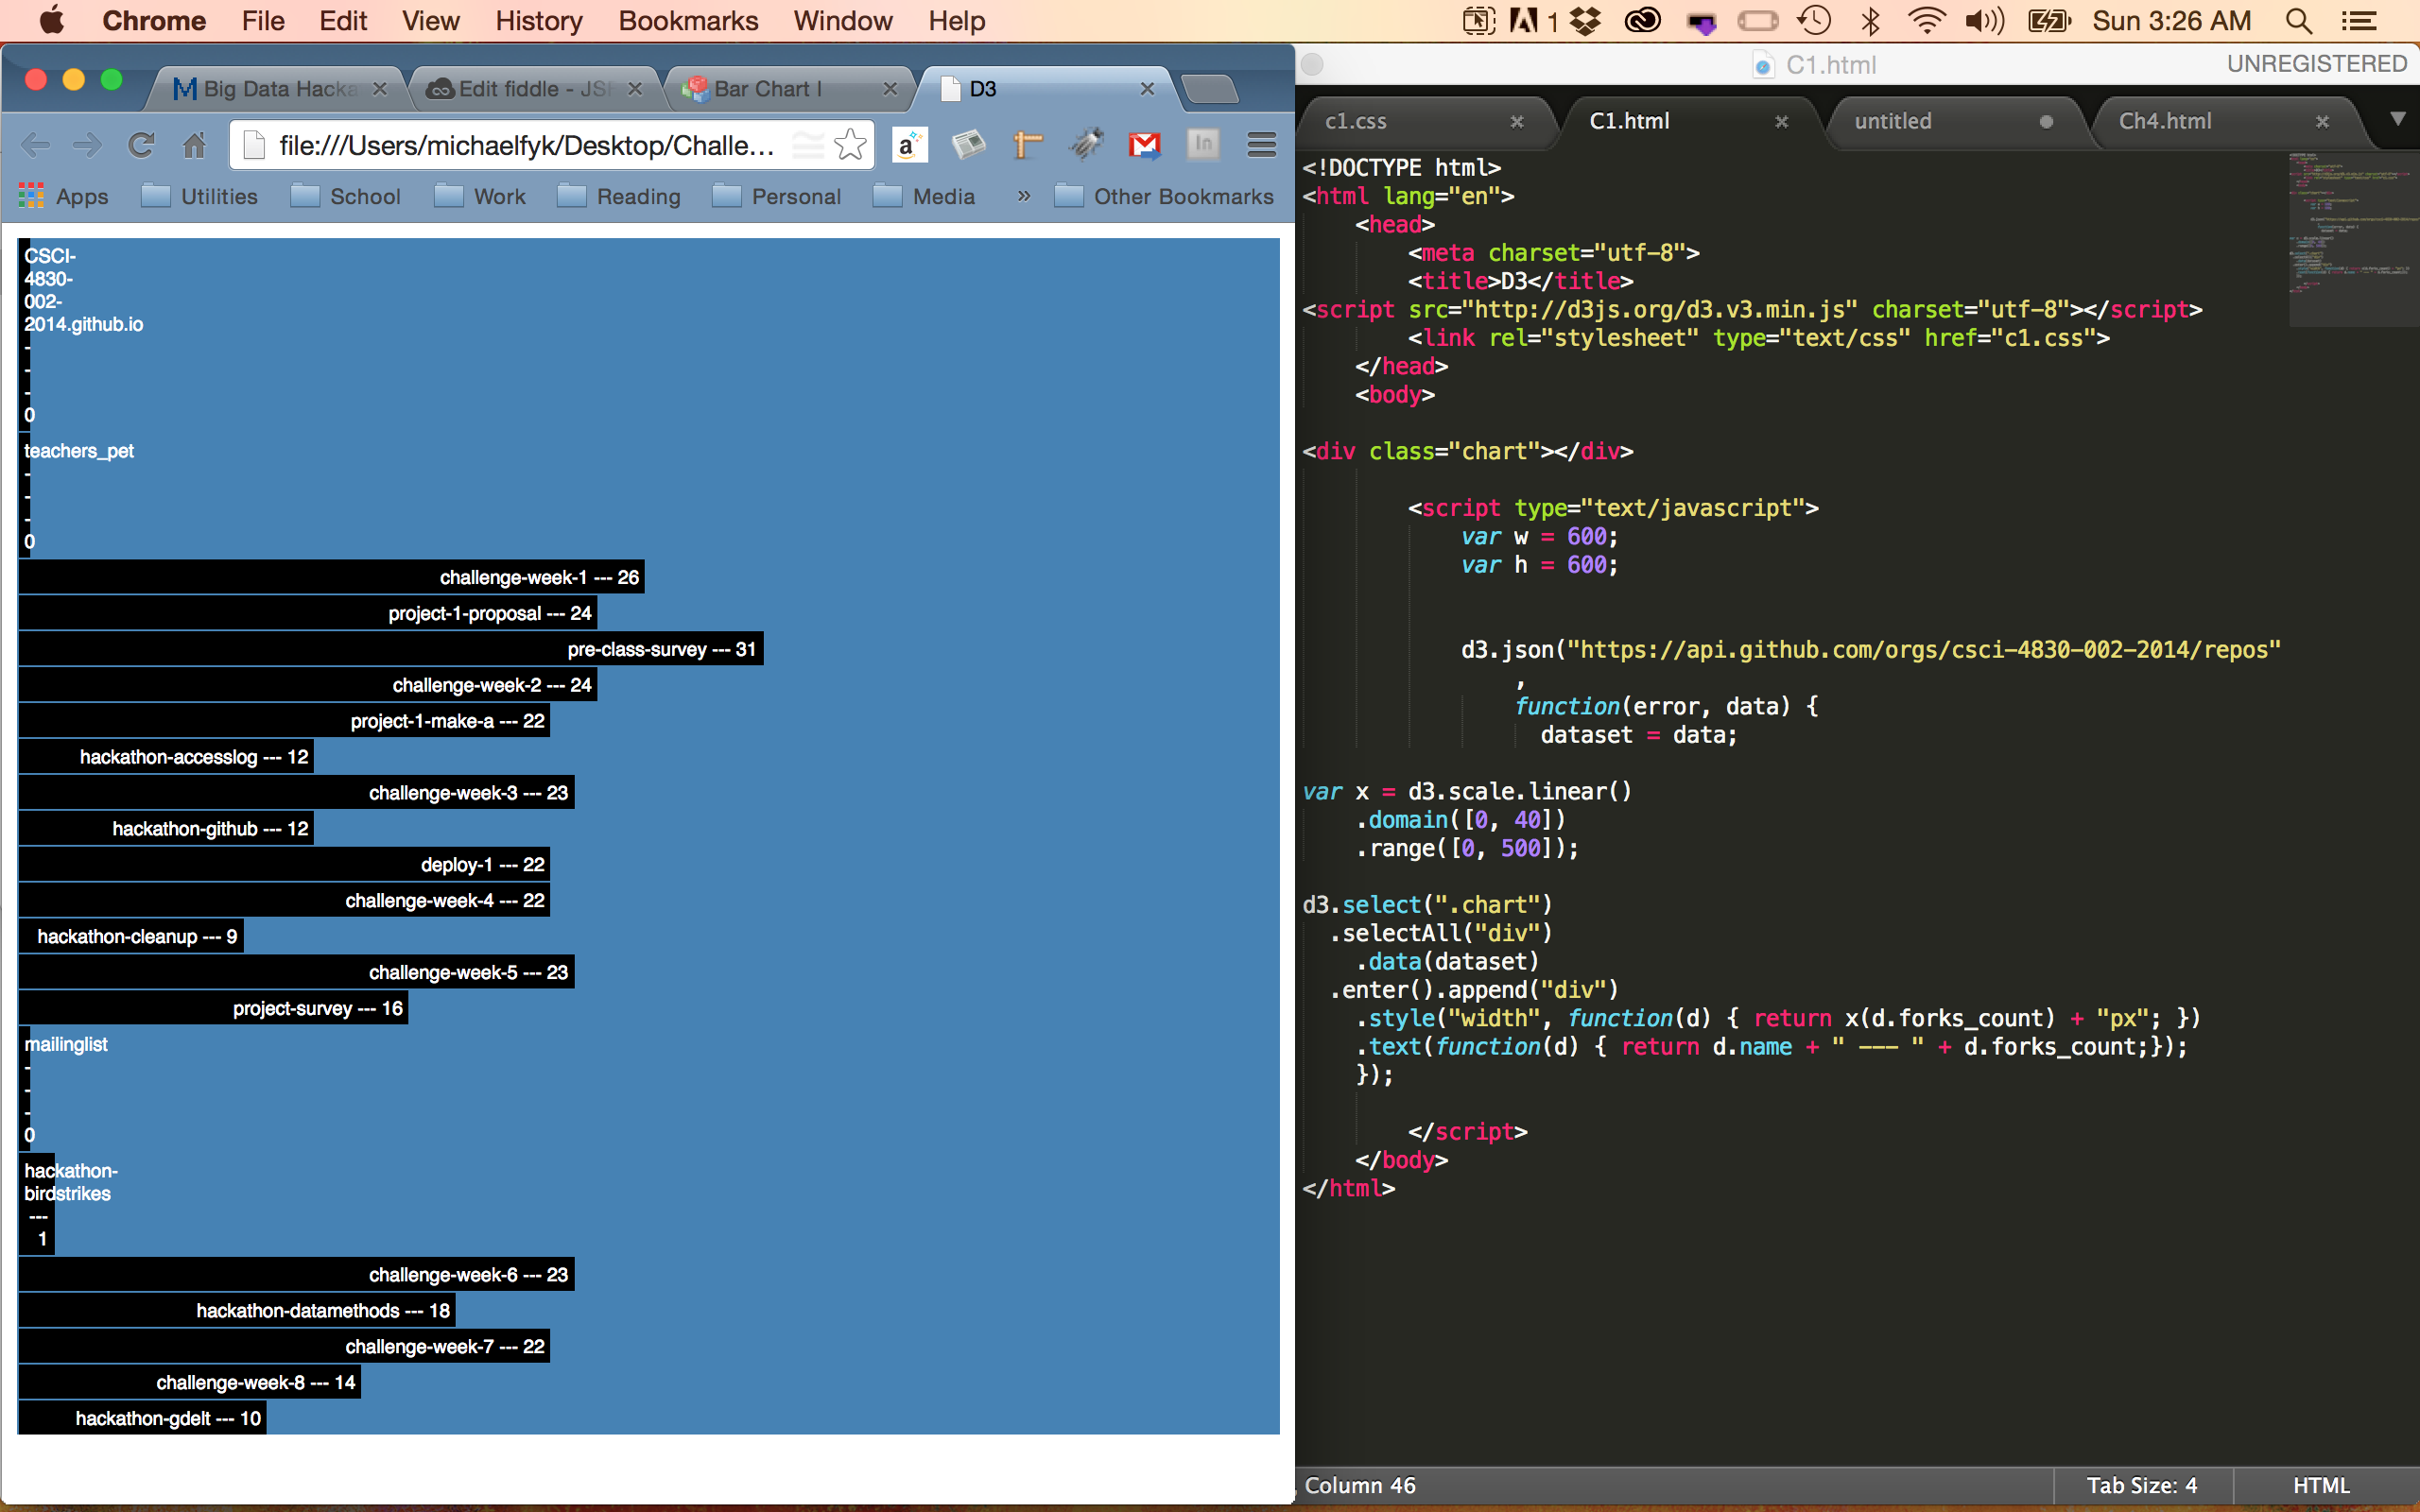 Chrome File Edit View History Bookmarks Window Help 1 Sun 3:26 AM
Big Data Hacka Edit fiddle - JSF Bar Chart I D3
file:///Users/michaelfyk/Desktop/Challe...
Apps Utilities School Work Reading Personal Media » Other Bookmarks
CSCI-
4830-
002-
2014.github.io
-
-
-
0
teachers_pet
-
-
-
0
challenge-week-1 --- 26
project-1-proposal --- 24
pre-class-survey --- 31
challenge-week-2 --- 24
project-1-make-a --- 22
hackathon-accesslog --- 12
challenge-week-3 --- 23
hackathon-github --- 12
deploy-1 --- 22
challenge-week-4 --- 22
hackathon-cleanup --- 9
challenge-week-5 --- 23
project-survey --- 16
mailinglist
-
-
-
0
hackathon-
birdstrikes
---
1
challenge-week-6 --- 23
hackathon-datamethods --- 18
challenge-week-7 --- 22
challenge-week-8 --- 14
hackathon-gdelt --- 10
C1.html UNREGISTERED
c1.css C1.html untitled Ch4.html
<!DOCTYPE html>
<html lang="en">
<head>
<meta charset="utf-8">
<title>D3</title>
<script src="http://d3js.org/d3.v3.min.js" charset="utf-8"></script>
<link rel="stylesheet" type="text/css" href="c1.css">
</head>
<body>
<div class="chart"></div>
<script type="text/javascript">
var w = 600;
var h = 600;
d3.json("https://api.github.com/orgs/csci-4830-002-2014/repos"
,
function(error, data) {
dataset = data;
var x = d3.scale.linear()
.domain([0, 40])
.range([0, 500]);
d3.select(".chart")
.selectAll("div")
.data(dataset)
.enter().append("div")
.style("width", function(d) { return x(d.forks_count) + "px"; })
.text(function(d) { return d.name + " --- " + d.forks_count;});
});
</script>
</body>
</html>
Column 46 Tab Size: 4 HTML